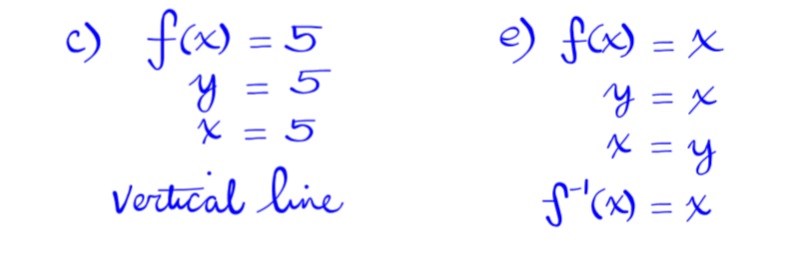 c) f(x) = 5
y = 5
x = 5
Vertical line
e) f(x) = x
y = x
x = y
f⁻¹(x) = x